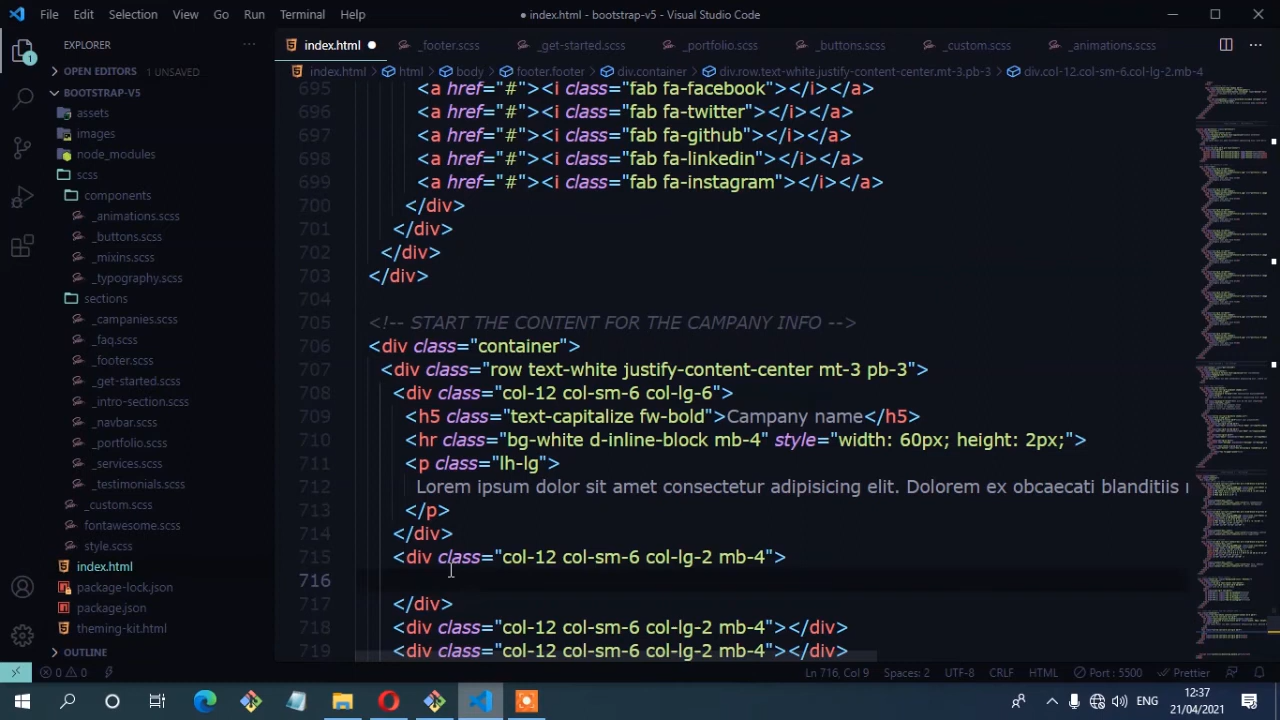 File Edit Selection View Go Run Terminal Help
● index.html - bootstrap-v5 - Visual Studio Code
EXPLORER
OPEN EDITORS 1 UNSAVED
BOOTSTRAP-V5
assets
images
node_modules
scss
components
_animations.scss
_buttons.scss
_mixins.scss
_typography.scss
sections
_campanies.scss
_faq.scss
_footer.scss
_get-started.scss
_intro-section.scss
_navbar.scss
_portfolio.scss
_services.scss
_testimonials.scss
_custom.scss
fontawesome.scss
style.scss
index.html
package-lock.json
package.json
theming-kit.html
OUTLINE
index.html ● _footer.scss _get-started.scss _portfolio.scss _buttons.scss _custom.scss _animations.scss
index.html > html > body > footer.footer > div.container > div.row.text-white.justify-content-center.mt-3.pb-3 > div.col-12.col-sm-6.col-lg-2.mb-4
695 <a href="#"><i class="fab fa-facebook"></i></a>
696 <a href="#"><i class="fab fa-twitter"></i></a>
697 <a href="#"><i class="fab fa-github"></i></a>
698 <a href="#"><i class="fab fa-linkedin"></i></a>
699 <a href="#"><i class="fab fa-instagram"></i></a>
700 </div>
701 </div>
702 </div>
703 </div>
704
705 <!-- START THE CONTENT FOR THE CAMPANY INFO -->
706 <div class="container">
707 <div class="row text-white justify-content-center mt-3 pb-3">
708 <div class="col-12 col-sm-6 col-lg-6">
709 <h5 class="text-capitalize fw-bold">Campany name</h5>
710 <hr class="bg-white d-inline-block mb-4" style="width: 60px; height: 2px;">
711 <p class="lh-lg">
712 Lorem ipsum dolor sit amet consectetur adipisicing elit. Dolorem ex obcaecati blanditiis
713 </p>
714 </div>
715 <div class="col-12 col-sm-6 col-lg-2 mb-4">
716
717 </div>
718 <div class="col-12 col-sm-6 col-lg-2 mb-4"></div>
719 <div class="col-12 col-sm-6 col-lg-2 mb-4"></div>
0 0 Ln 716, Col 9 Spaces: 2 UTF-8 CRLF HTML Port : 5500 Prettier
ENG 12:37
21/04/2021